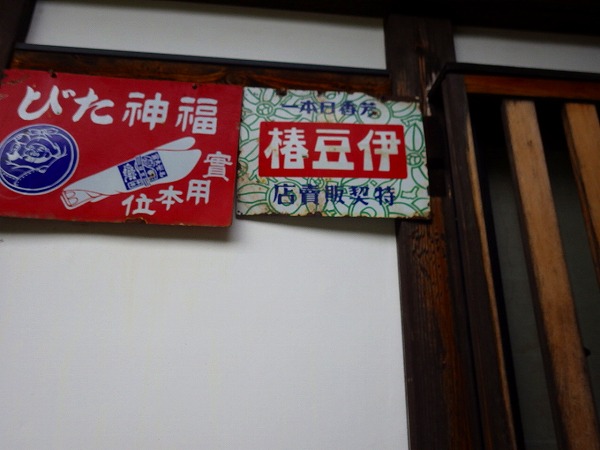 福神たび
實用本位
芳香日本一
伊豆椿
特契販賣店